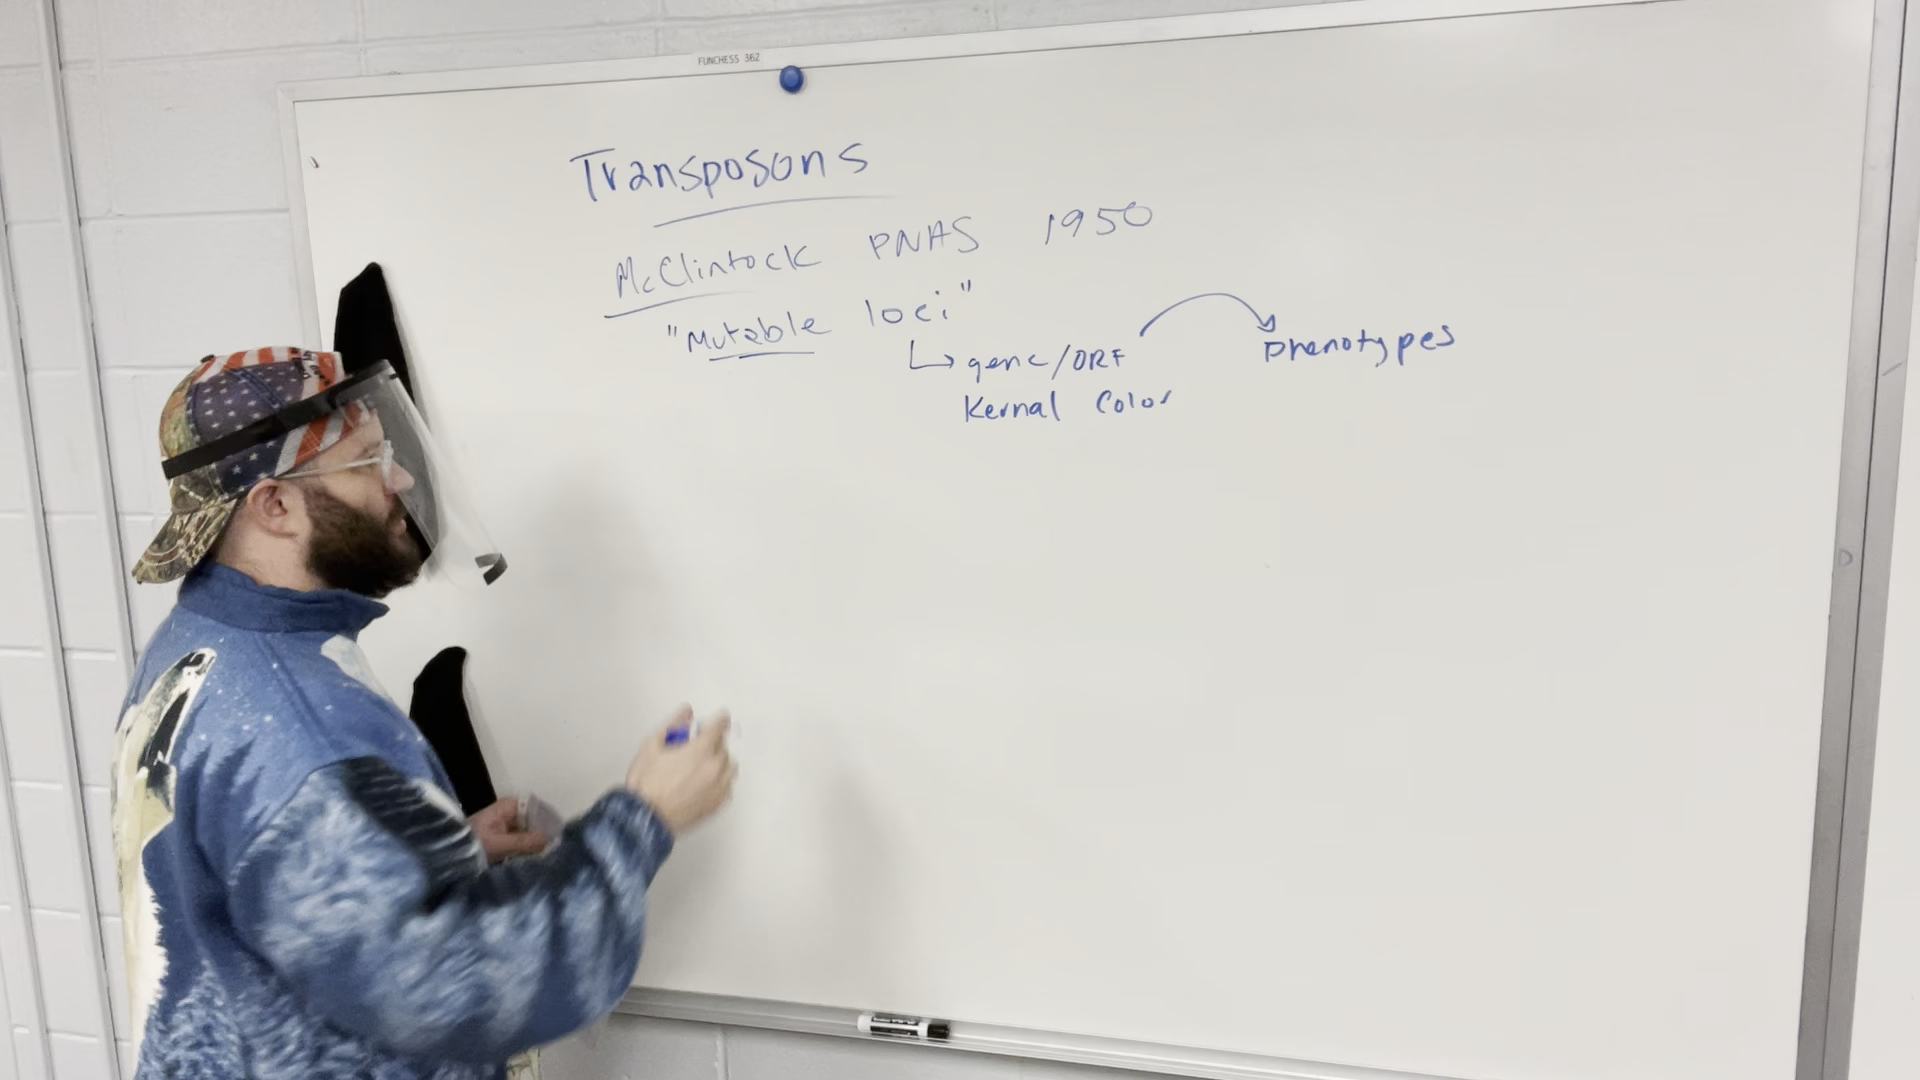 FUNCHESS 362
Transposons
McClintock PNAS 1950
"Mutable loci"
gene/ORF Phenotypes
Kernal Color